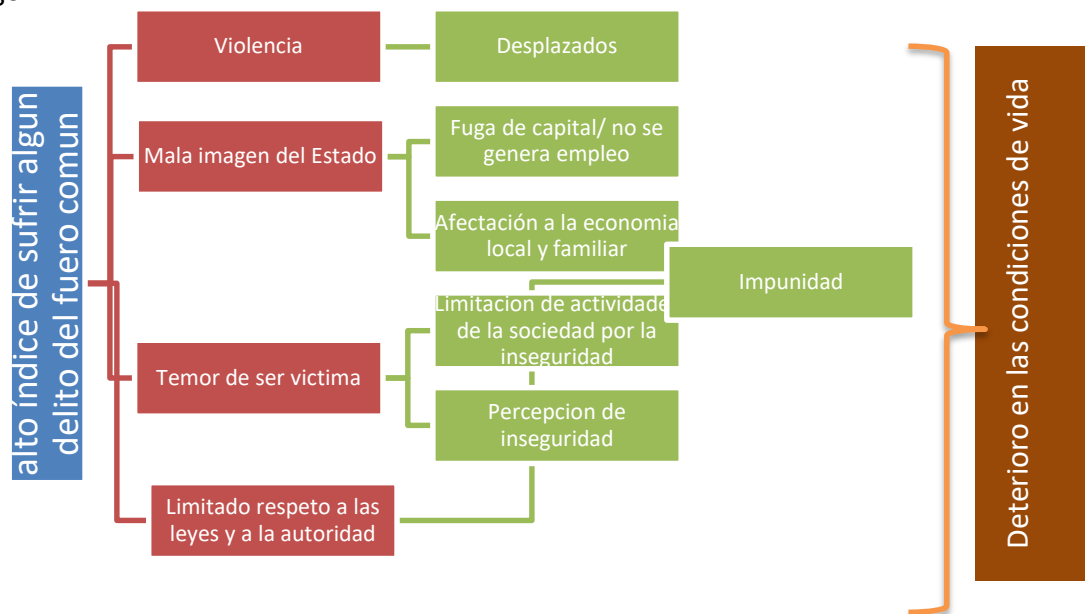 alto índice de sufrir algun
delito del fuero comun
Violencia
Desplazados
Mala imagen del Estado
Fuga de capital/ no se
genera empleo
Afectación a la economia
local y familiar
Impunidad
Temor de ser victima
Limitacion de actividade
de la sociedad por la
inseguridad
Percepcion de
inseguridad
Limitado respeto a las
leyes y a la autoridad
Deterioro en las condiciones de vida